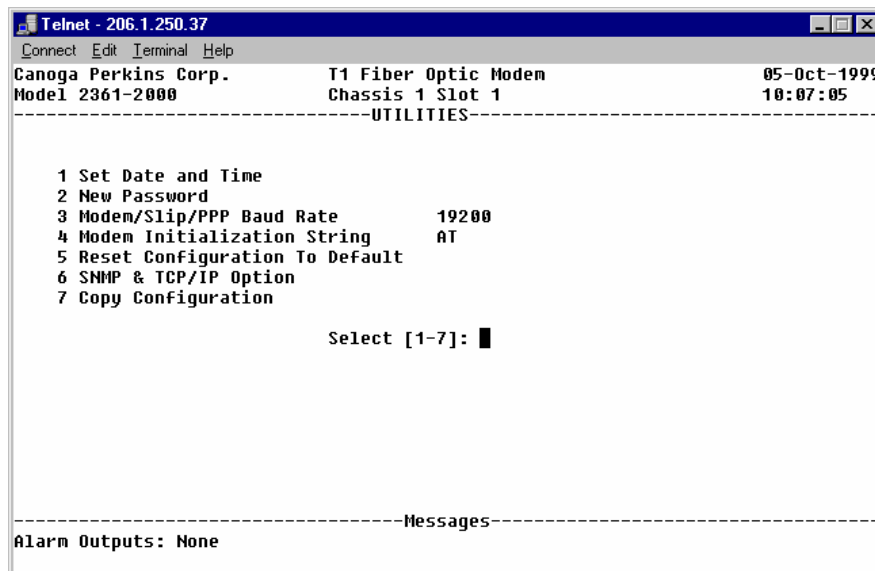 Telnet - 206.1.250.37
Connect Edit Terminal Help
Canoga Perkins Corp. T1 Fiber Optic Modem 05-Oct-1999
Model 2361-2000 Chassis 1 Slot 1 10:07:05
---------------------------------UTILITIES--------------------------------------
1 Set Date and Time
2 New Password
3 Modem/Slip/PPP Baud Rate 19200
4 Modem Initialization String AT
5 Reset Configuration To Default
6 SNMP & TCP/IP Option
7 Copy Configuration
Select [1-7]:
------------------------------------Messages------------------------------------
Alarm Outputs: None